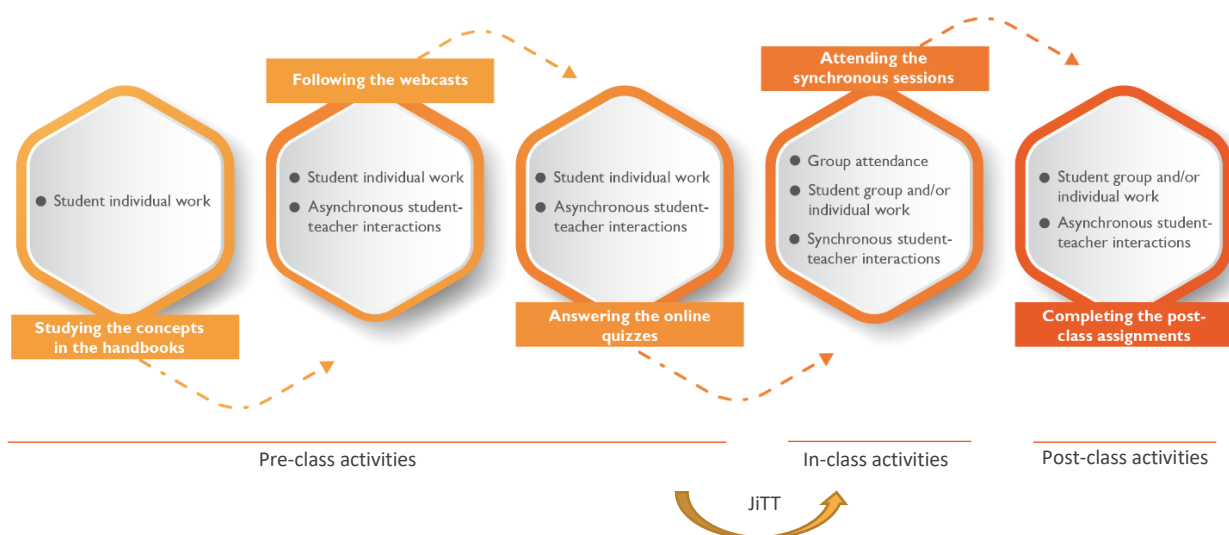 Studying the concepts
in the handbooks
Student individual work
Following the webcasts
Student individual work
Asynchronous student-
teacher interactions
Answering the online
quizzes
Student individual work
Asynchronous student-
teacher interactions
Attending the
synchronous sessions
Group attendance
Student group and/or
individual work
Synchronous student-
teacher interactions
Completing the post-
class assignments
Student group and/or
individual work
Asynchronous student-
teacher interactions
Pre-class activities
In-class activities
Post-class activities
JiTT